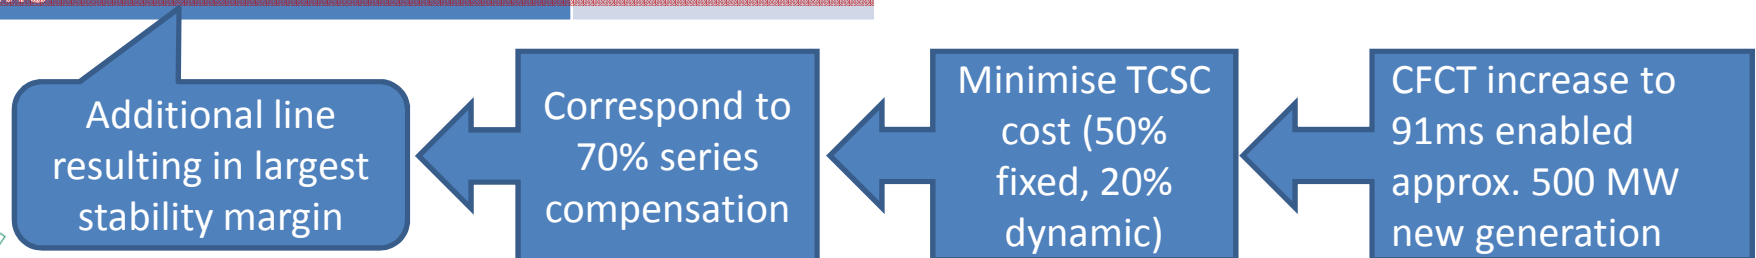 Additional line
resulting in largest
stability margin
Correspond to
70% series
compensation
Minimise TCSC
cost (50%
fixed, 20%
dynamic)
CFCT increase to
91ms enabled
approx. 500 MW
new generation